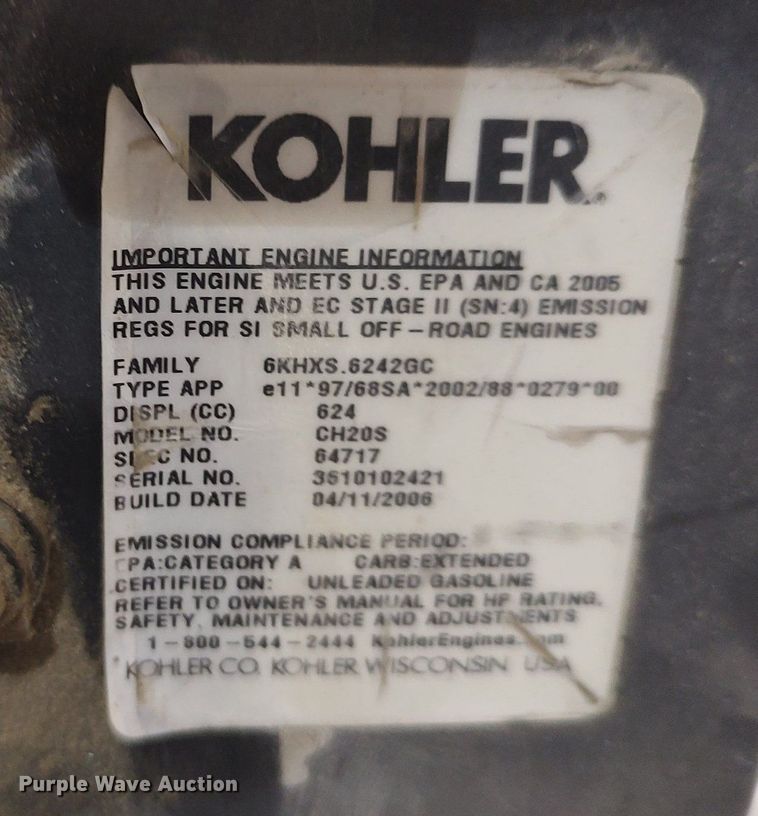 KOHLER®
IMPORTANT ENGINE INFORMATION
THIS ENGINE MEETS U.S. EPA AND CA 2005
AND LATER AND EC STAGE II (SN:4) EMISSION
REGS FOR SI SMALL OFF-ROAD ENGINES
FAMILY 6KHXS.6242GC
TYPE APP e11*97/68SA*2002/88*0279*00
DISPL (CC) 624
MODEL NO. CH20S
SPEC NO. 64717
SERIAL NO. 3610102421
BUILD DATE 04/11/2006
EMISSION COMPLIANCE PERIOD:
EPA:CATEGORY A CARB:EXTENDED
CERTIFIED ON: UNLEADED GASOLINE
REFER TO OWNER'S MANUAL FOR HP RATING,
SAFETY, MAINTENANCE AND ADJUSTMENTS
1-800-544-2444 KohlerEngines.com
KOHLER CO. KOHLER WISCONSIN USA
Purple Wave Auction